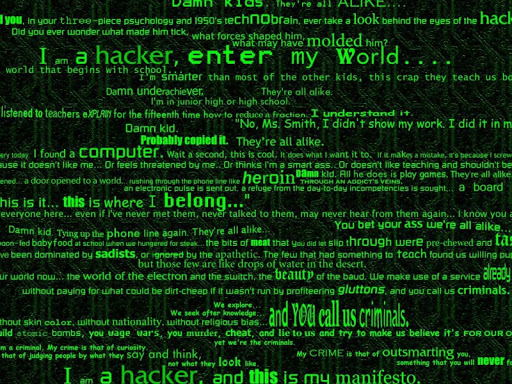 Damn kids. They're all ALIKE....
d you, in your three-piece psychology and 1950's teChnObrain, ever take a look behind the eyes of the hack
Did you ever wonder what made him tick,
what forces shaped him,
what may have molded him?
I am a hacker, enter my World....
world that begins with school...
I'm smarter than most of the other kids, this crap they teach us bo
Damn underachiever. They're all alike.
I'm in junior high or high school.
listened to teachers eXPLAIN for the fifteenth time how to reduce a fraction. I understand it.
"No, Ms. Smith, I didn't show my work. I did it in m
Damn kid.
Probably copied it. They're all alike.
ery today. I found a computer. Wait a second, this is cool. It does what I want it to. If it makes a mistake, it's because I screw
ause it doesn't like me... Or feels threatened by me.. Or thinks I'm a smart ass.. Or doesn't like teaching and shouldn't be
ened... a door opened to a world.. rushing through the phone line like heroin THROUGH AN ADDICT'S VEINS, Damn kid. All he does is play games. They're all alike.
an electronic pulse is sent out, a refuge from the day-to-day incompetencies is sought... a board
his is it... this is where I belong..."
everyone here... even if I've never met them, never talked to them, may never hear from them again... I know you a
Damn kid. Tying up the phone line again. They're all alike...
You bet your ass we're all alike...
oon-fed baby food at school when we hungered for steak... the bits of meat that you did let slip through were pre-chewed and tas
ve been dominated by sadists, or ignored by the apathetic. The few that had something to teach found us willing pup
but those few are like drops of water in the desert.
ur world now... the world of the electron and the switch, the beauty of the baud. We make use of a service already
without paying for what could be dirt-cheap if it wasn't run by profiteering gluttons, and you call us criminals.
We explore...
We seek after knowledge... and YOU call us criminals.
thout skin color, without nationality, without religious bias...
uild atomic bombs, you wage wars, you murder, cheat, and lie to us and try to make us believe it's FOR OUR O
yet we're the criminals.
m a criminal. My crime is that of curiosity.
that of judging people by what they say and think,
not what they look like.
My CRIME is that of outsmarting you,
something that you will never fo
I am a hacker, and this is my manifesto.